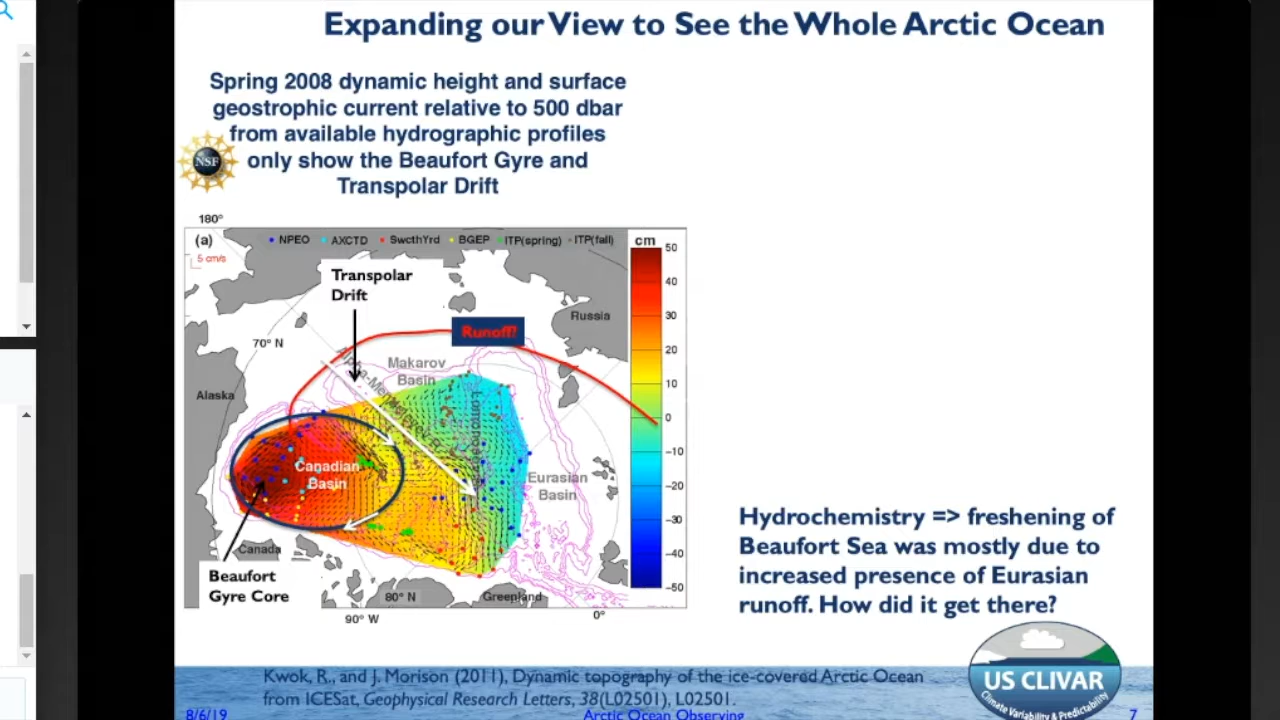 Expanding our View to See the Whole Arctic Ocean
Spring 2008 dynamic height and surface
geostrophic current relative to 500 dbar
from available hydrographic profiles
only show the Beaufort Gyre and
Transpolar Drift
NSF
180°
(a)
NPEO
AXCTD
SwcthYrd
BGEP
ITP(spring)
ITP(fall)
cm
5 cm/s
50
40
30
20
10
0
-10
-20
-30
-40
-50
Transpolar
Drift
Runoff?
Russia
70° N
Makarov
Basin
Alaska
Canadian
Basin
Eurasian
Basin
Canada
Beaufort
Gyre Core
80° N
Greenland
90° W
0°
Hydrochemistry => freshening of
Beaufort Sea was mostly due to
increased presence of Eurasian
runoff. How did it get there?
Kwok, R., and J. Morison (2011), Dynamic topography of the ice-covered Arctic Ocean
from ICESat, Geophysical Research Letters, 38(L02501), L02501.
US CLIVAR
Climate Variability & Predictability
8/6/19
Arctic Ocean Observing
7